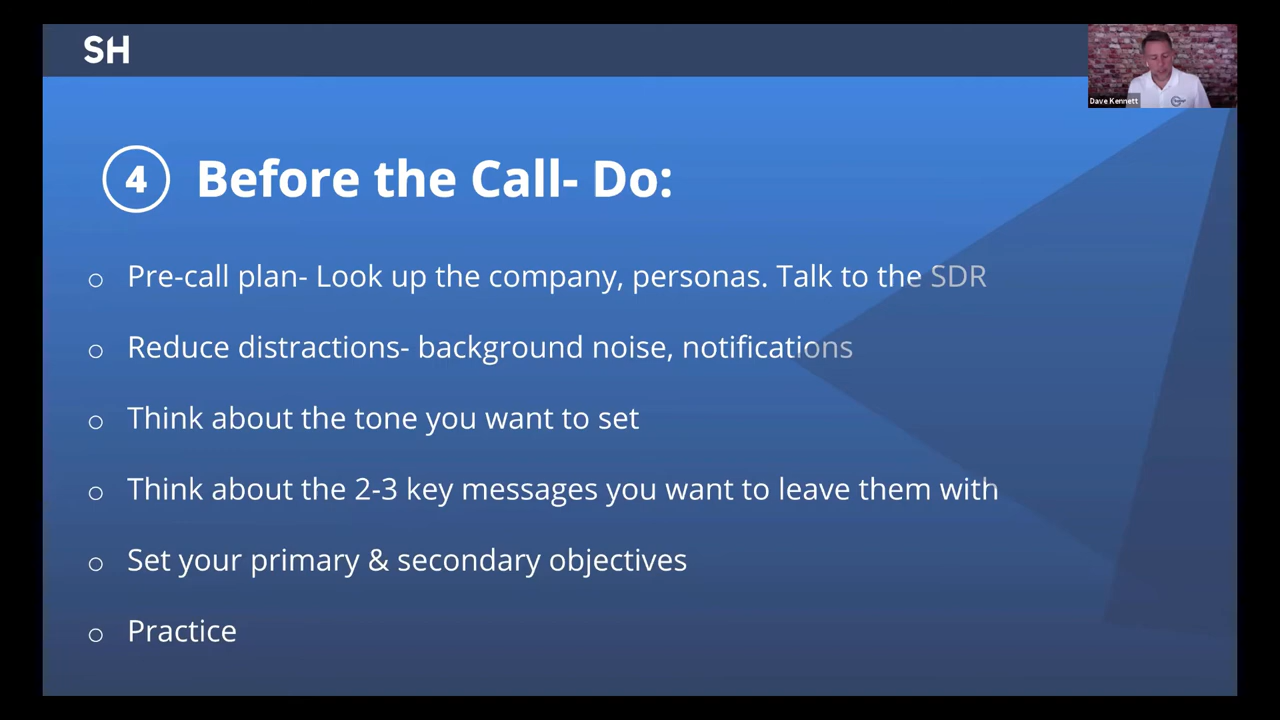 SH
Dave Kennett
4 Before the Call- Do:
o Pre-call plan- Look up the company, personas. Talk to the SDR
o Reduce distractions- background noise, notifications
o Think about the tone you want to set
o Think about the 2-3 key messages you want to leave them with
o Set your primary & secondary objectives
o Practice